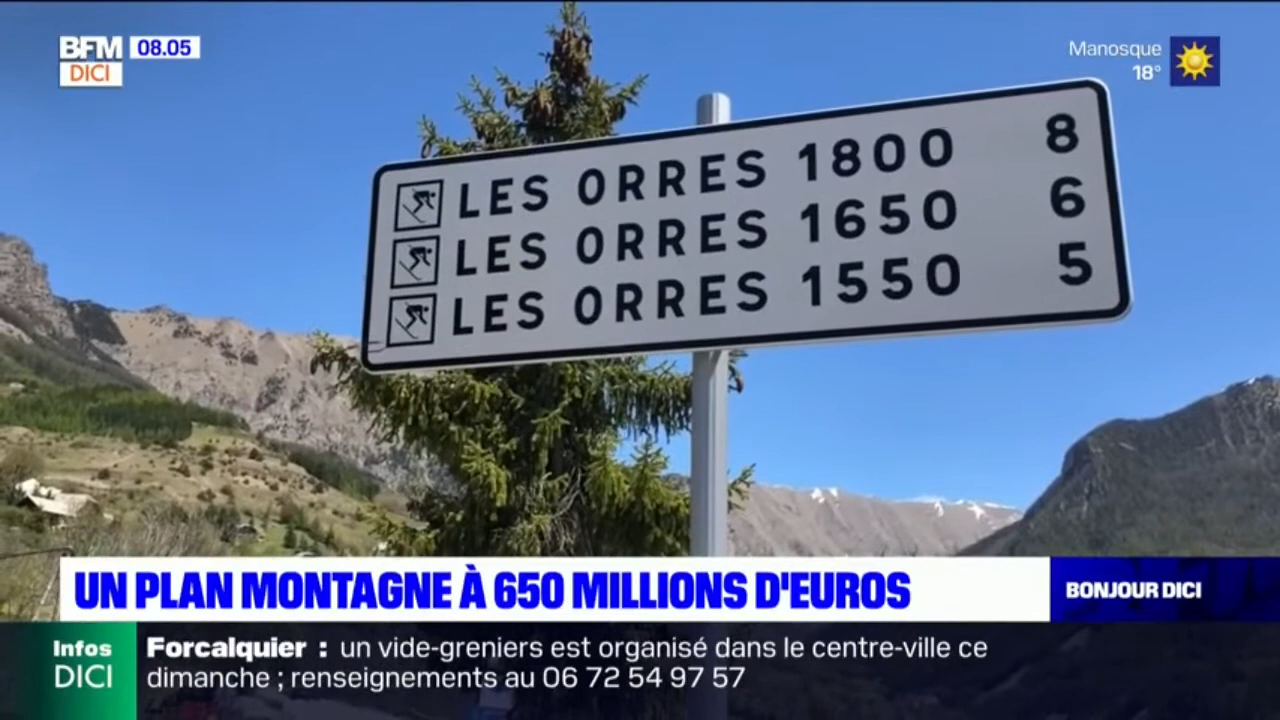 BFM 08.05
DICI
Manosque
18°
LES ORRES 1800 8
LES ORRES 1650 6
LES ORRES 1550 5
UN PLAN MONTAGNE À 650 MILLIONS D'EUROS
BONJOUR DICI
Infos
DICI
Forcalquier : un vide-greniers est organisé dans le centre-ville ce
dimanche ; renseignements au 06 72 54 97 57